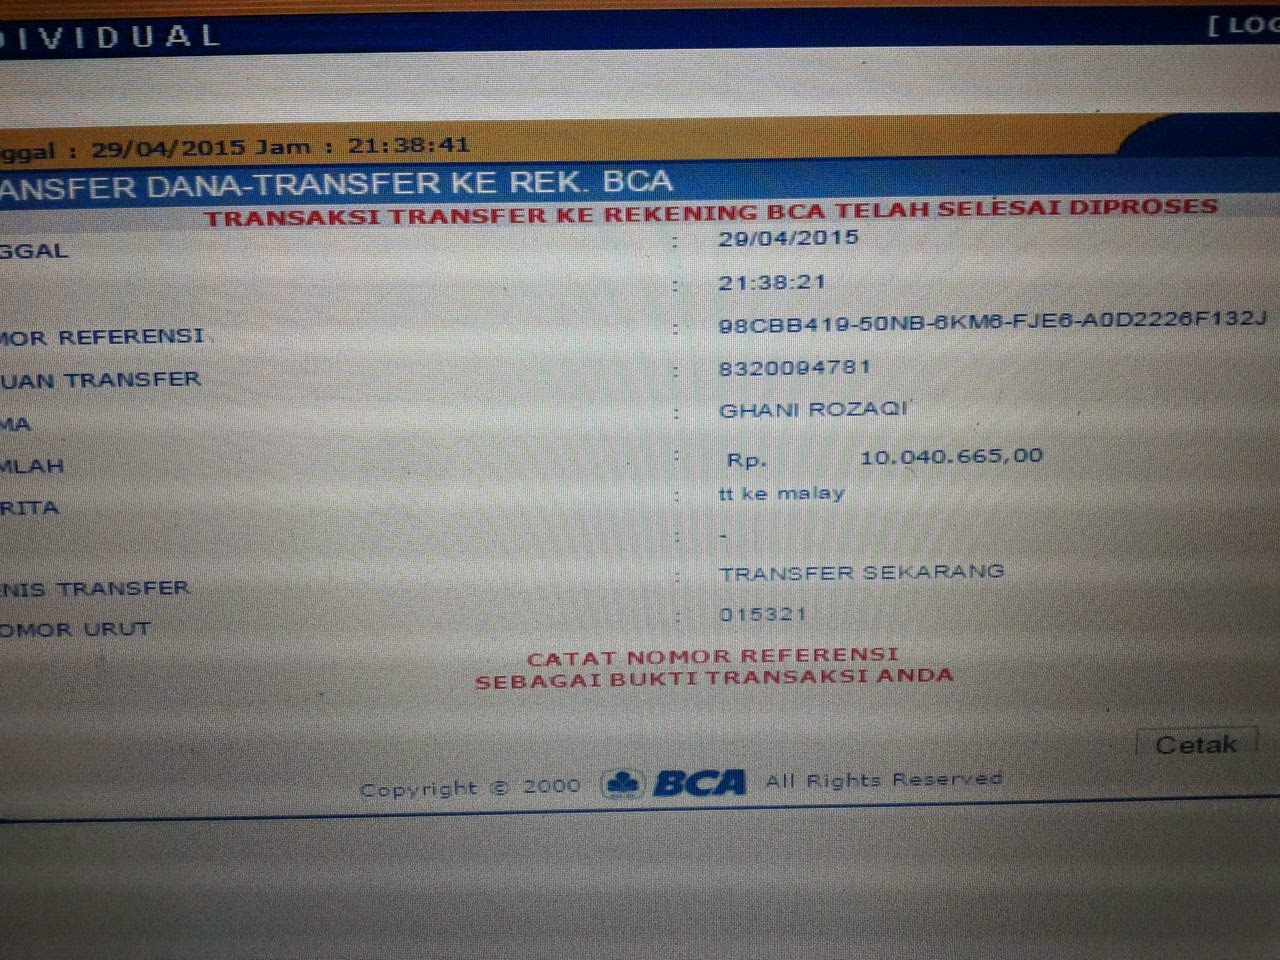 DIVIDUAL [ LOG
ggal : 29/04/2015 Jam : 21:38:41
ANSFER DANA-TRANSFER KE REK. BCA
TRANSAKSI TRANSFER KE REKENING BCA TELAH SELESAI DIPROSES
GGAL : 29/04/2015
: 21:38:21
MOR REFERENSI : 98CBB419-50NB-6KM6-FJE6-A0D2226F132J
UAN TRANSFER : 8320094781
MA : GHANI ROZAQI
MLAH : Rp. 10.040.665,00
RITA : tt ke malay
: -
ENIS TRANSFER : TRANSFER SEKARANG
OMOR URUT : 015321
CATAT NOMOR REFERENSI
SEBAGAI BUKTI TRANSAKSI ANDA
Cetak
Copyright © 2000 BCA All Rights Reserved